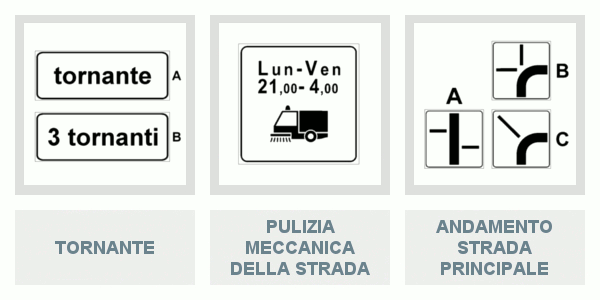 tornante A
3 tornanti B
Lun-Ven
21,00-4,00
A
B
C
TORNANTE
PULIZIA
MECCANICA
DELLA STRADA
ANDAMENTO
STRADA
PRINCIPALE